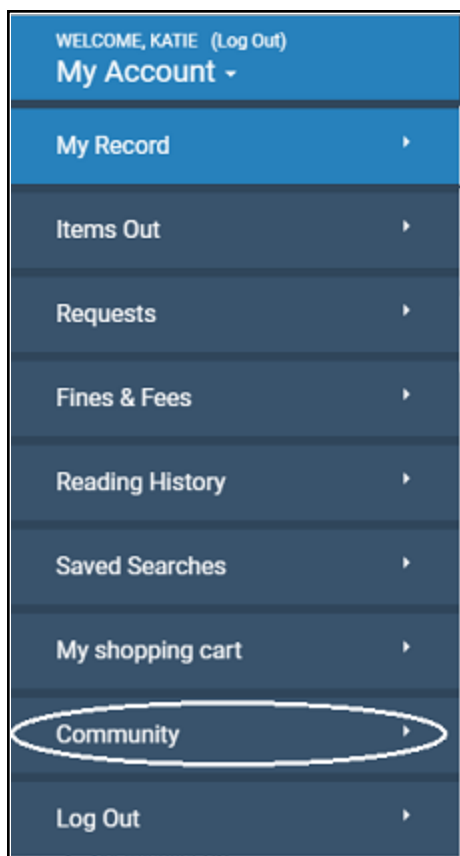 WELCOME, KATIE (Log Out)
My Account
My Record
Items Out
Requests
Fines & Fees
Reading History
Saved Searches
My shopping cart
Community
Log Out